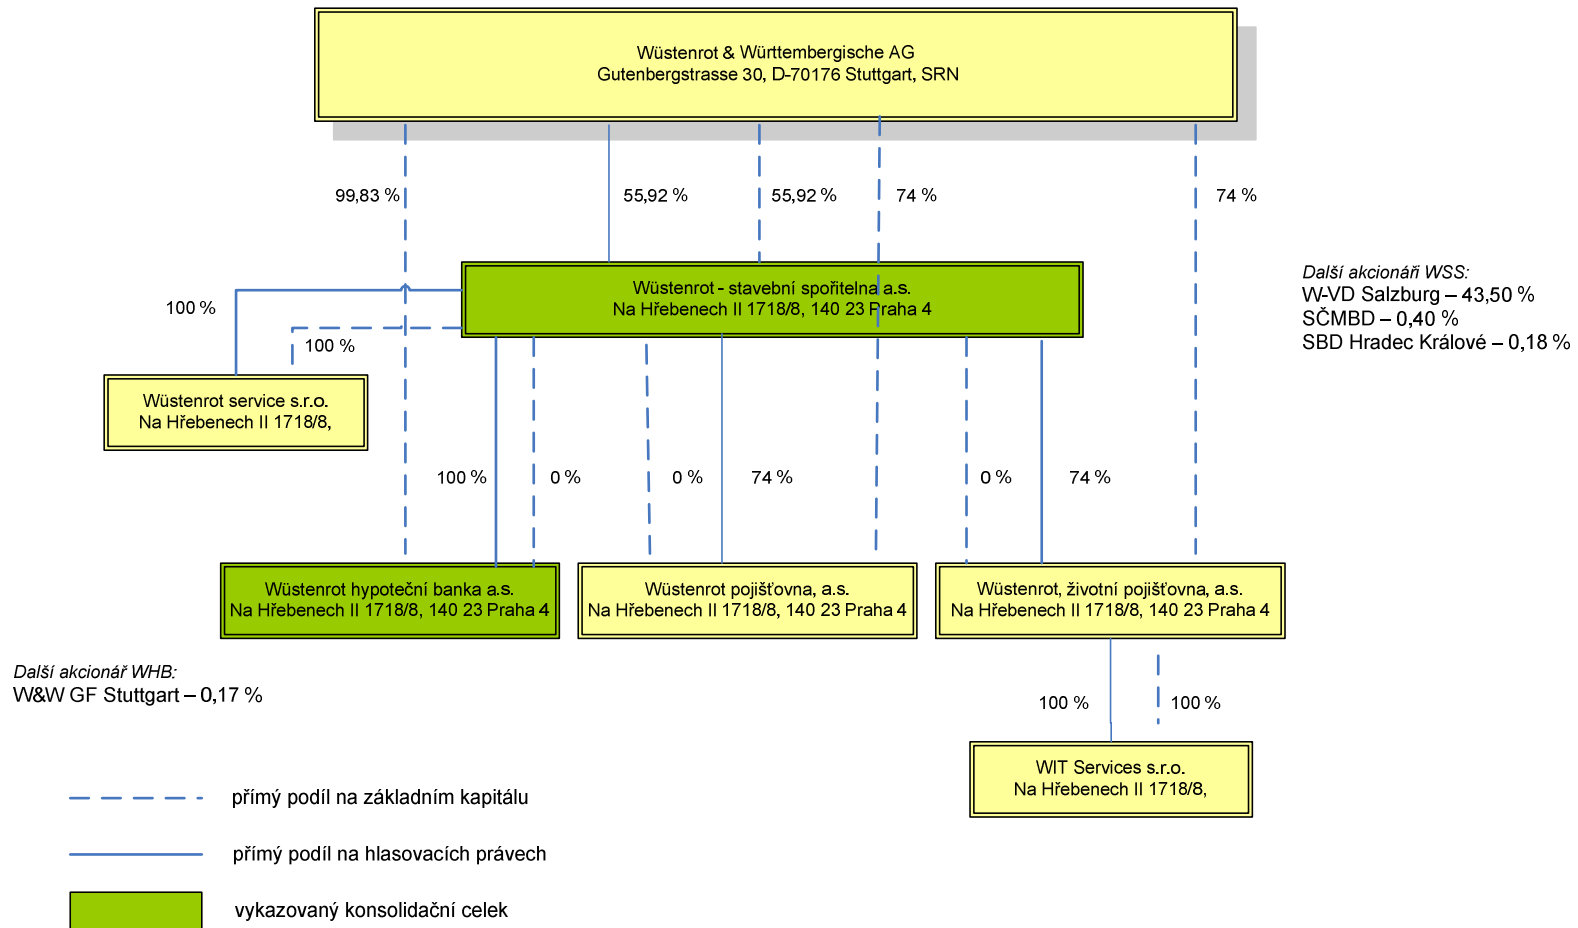 Wüstenrot & Württembergische AG
Gutenbergstrasse 30, D-70176 Stuttgart, SRN
99,83 %
55,92 %
55,92 %
74 %
74 %
Wüstenrot - stavební spořitelna a.s.
Na Hřebenech II 1718/8, 140 23 Praha 4
Další akcionáři WSS:
W-VD Salzburg – 43,50 %
SČMBD – 0,40 %
SBD Hradec Králové – 0,18 %
100 %
100 %
Wüstenrot service s.r.o.
Na Hřebenech II 1718/8,
100 %
0 %
0 %
74 %
0 %
74 %
Wüstenrot hypoteční banka a.s.
Na Hřebenech II 1718/8, 140 23 Praha 4
Wüstenrot pojišťovna, a.s.
Na Hřebenech II 1718/8, 140 23 Praha 4
Wüstenrot, životní pojišťovna, a.s.
Na Hřebenech II 1718/8, 140 23 Praha 4
Další akcionář WHB:
W&W GF Stuttgart – 0,17 %
100 %
100 %
WIT Services s.r.o.
Na Hřebenech II 1718/8,
přímý podíl na základním kapitálu
přímý podíl na hlasovacích právech
vykazovaný konsolidační celek